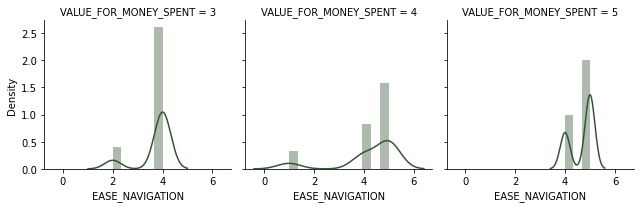 VALUE_FOR_MONEY_SPENT = 3
VALUE_FOR_MONEY_SPENT = 4
VALUE_FOR_MONEY_SPENT = 5
Density
2.5
2.0
1.5
1.0
0.5
0.0
0 2 4 6
0 2 4 6
0 2 4 6
EASE_NAVIGATION
EASE_NAVIGATION
EASE_NAVIGATION